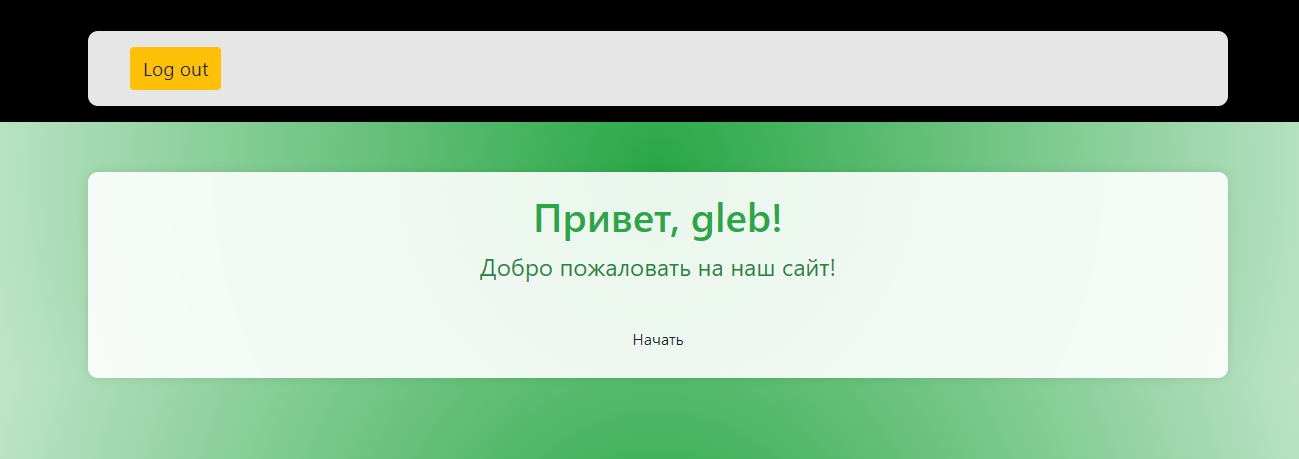 Log out
Привет, gleb!
Добро пожаловать на наш сайт!
Начать